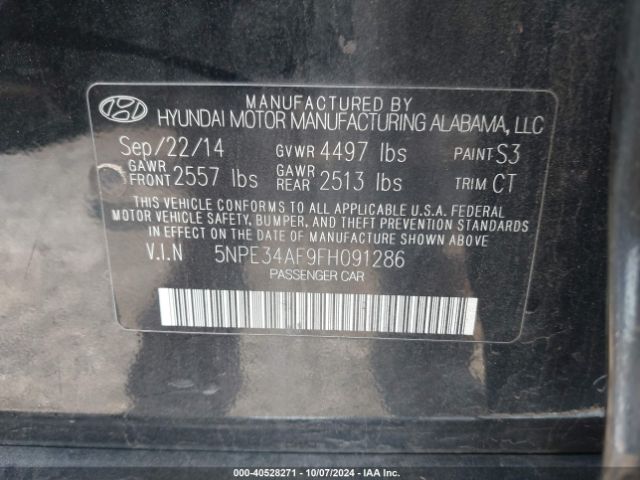 MANUFACTURED BY
HYUNDAI MOTOR MANUFACTURING ALABAMA, LLC
Sep/22/14 GVWR 4497 lbs PAINT S3
GAWR FRONT 2557 lbs GAWR REAR 2513 lbs TRIM CT
THIS VEHICLE CONFORMS TO ALL APPLICABLE U.S.A. FEDERAL
MOTOR VEHICLE SAFETY, BUMPER, AND THEFT PREVENTION STANDARDS
IN EFFECT ON THE DATE OF MANUFACTURE SHOWN ABOVE.
V.I.N 5NPE34AF9FH091286
PASSENGER CAR
000-40528271 - 10/07/2024 - IAA Inc.